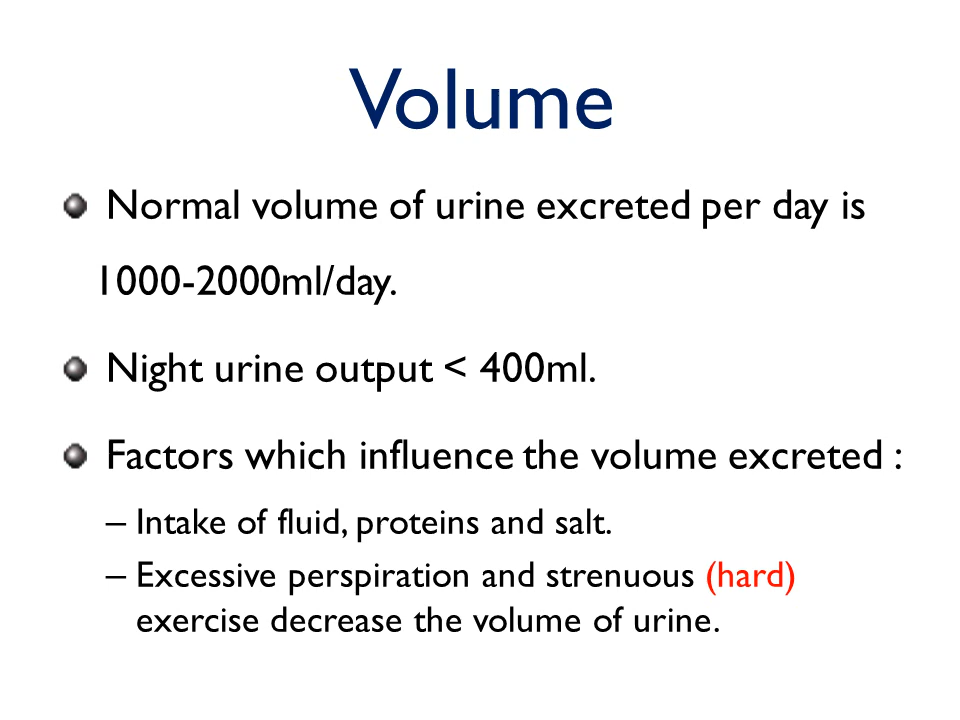 Volume
Normal volume of urine excreted per day is
1000-2000ml/day.
Night urine output < 400ml.
Factors which influence the volume excreted :
– Intake of fluid, proteins and salt.
– Excessive perspiration and strenuous (hard)
exercise decrease the volume of urine.